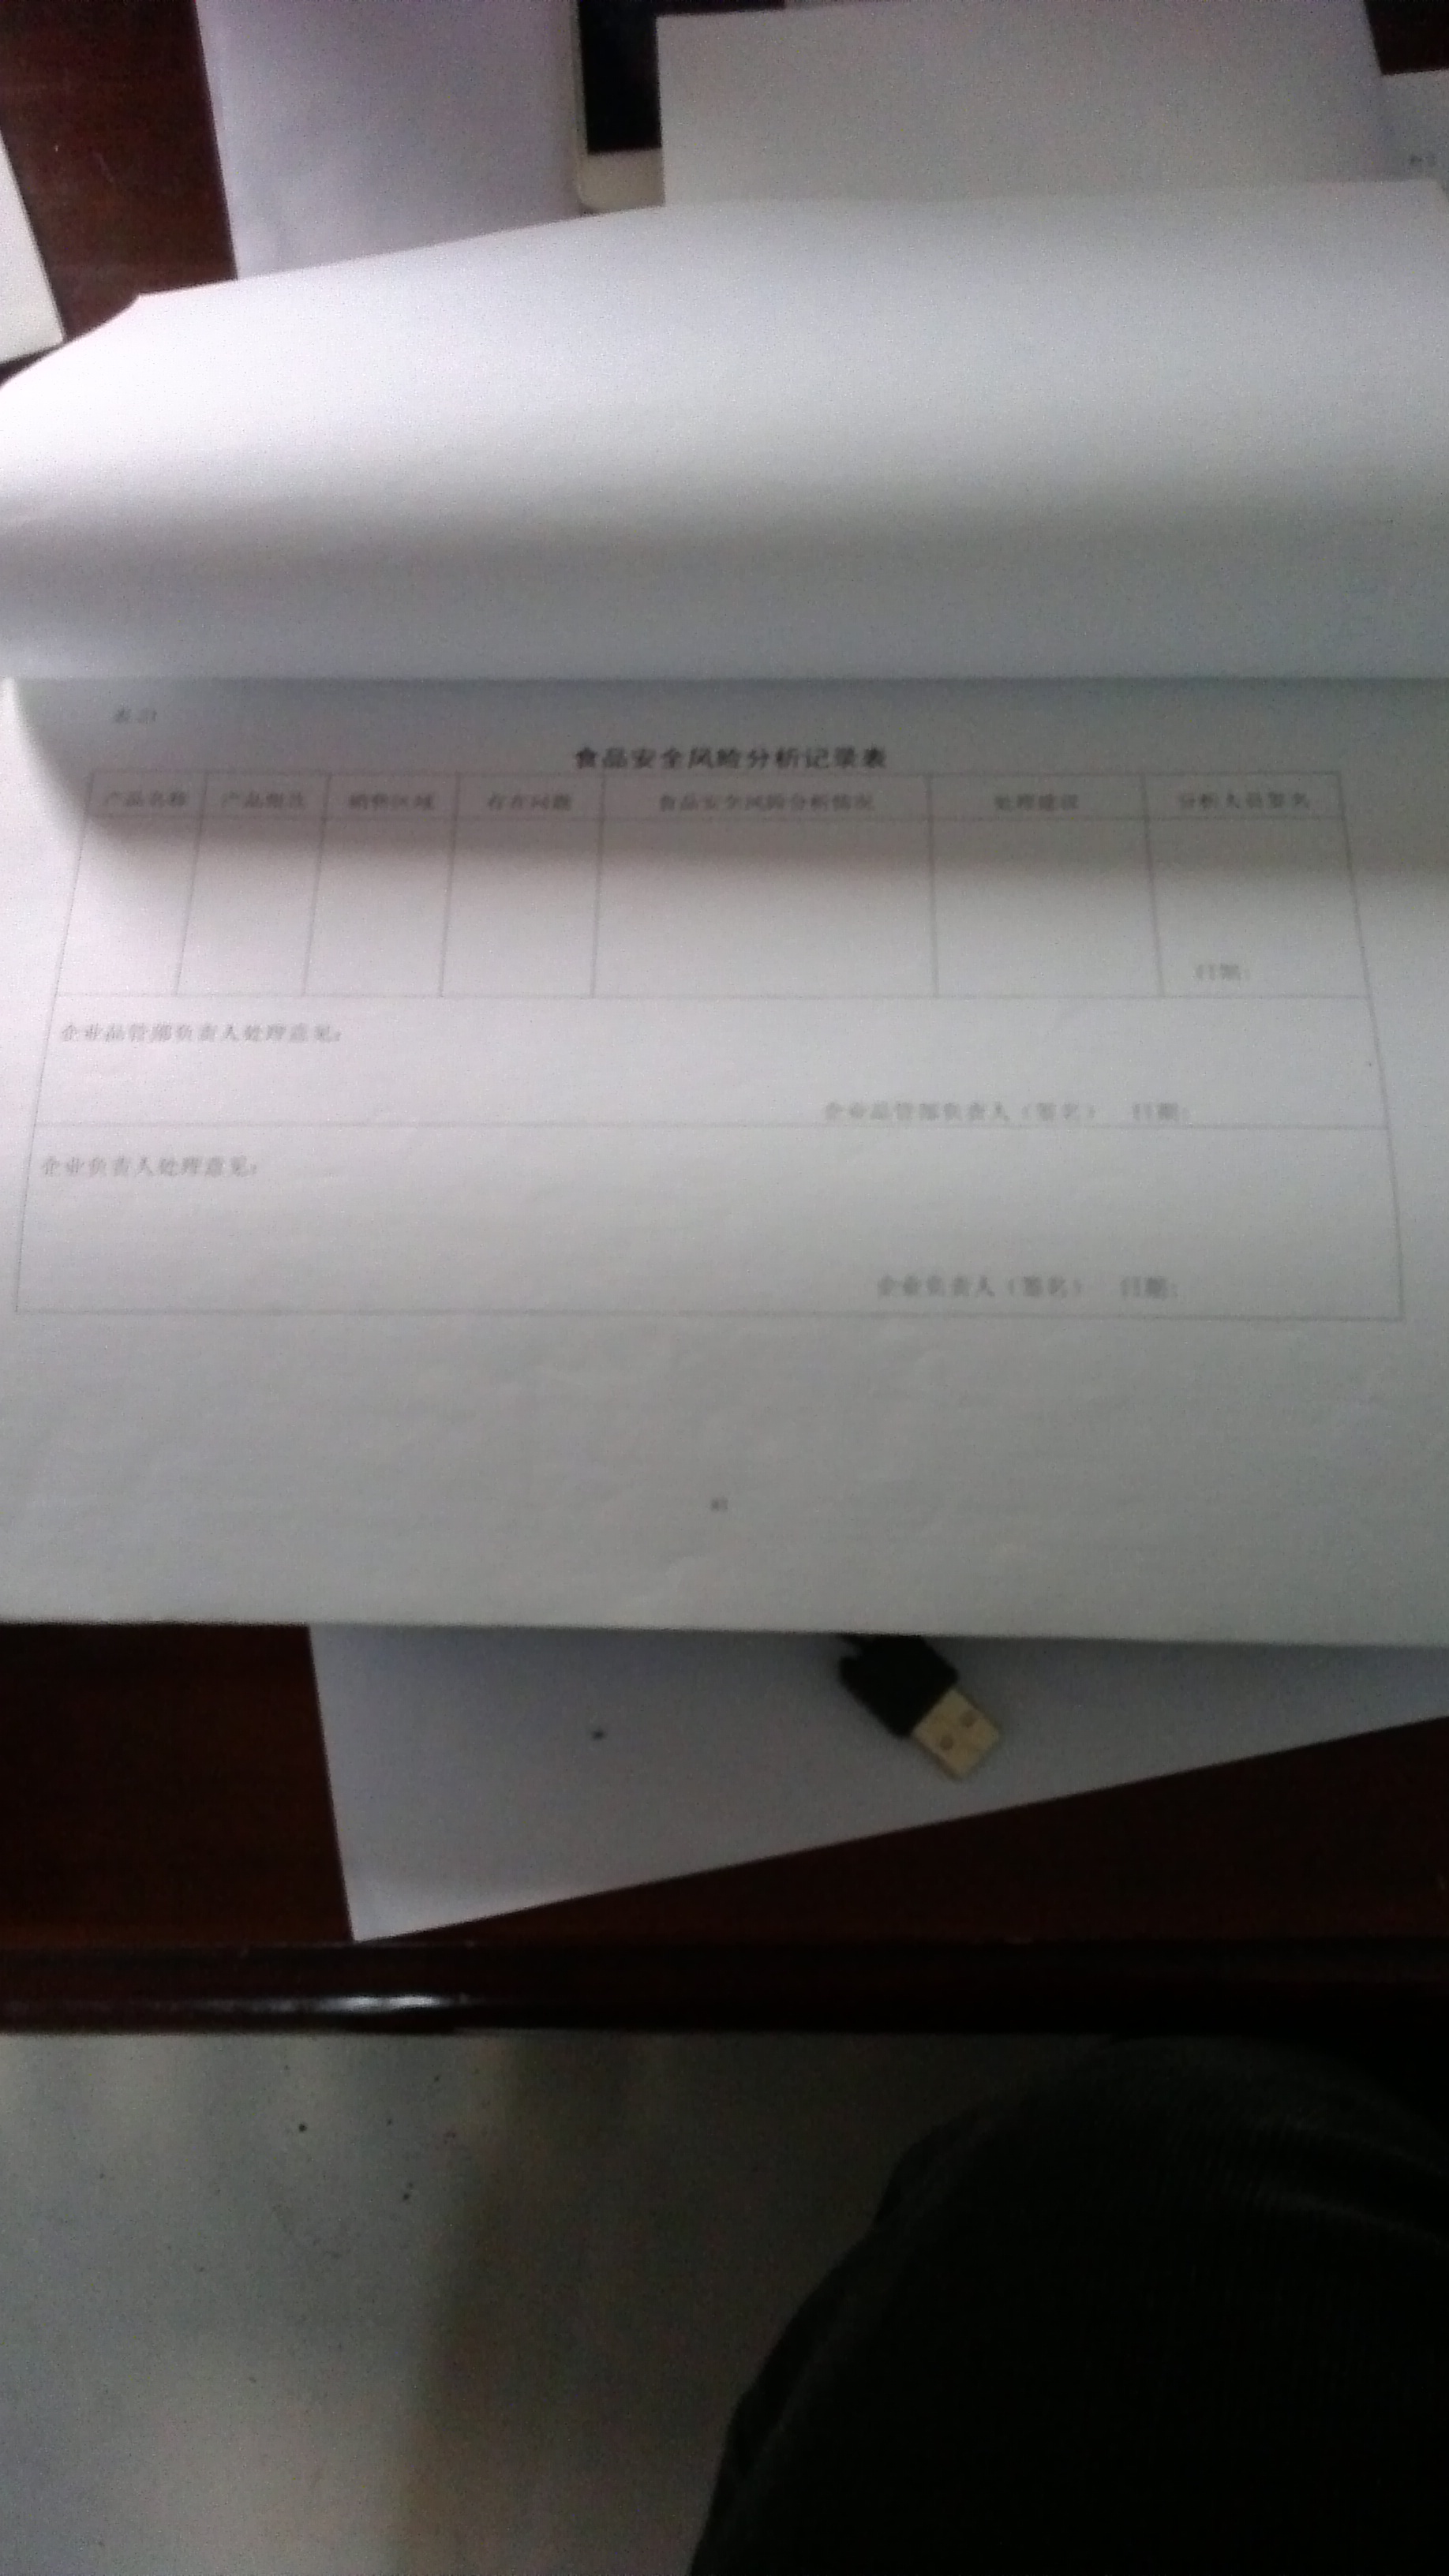 表 21
食品安全风险分析记录表
产品名称 产品批次 销售区域 存在问题 食品安全风险分析情况 处理建议 分析人员签名
日期：
企业品管部负责人处理意见：
企业品管部负责人（签名） 日期：
企业负责人处理意见：
企业负责人（签名） 日期：